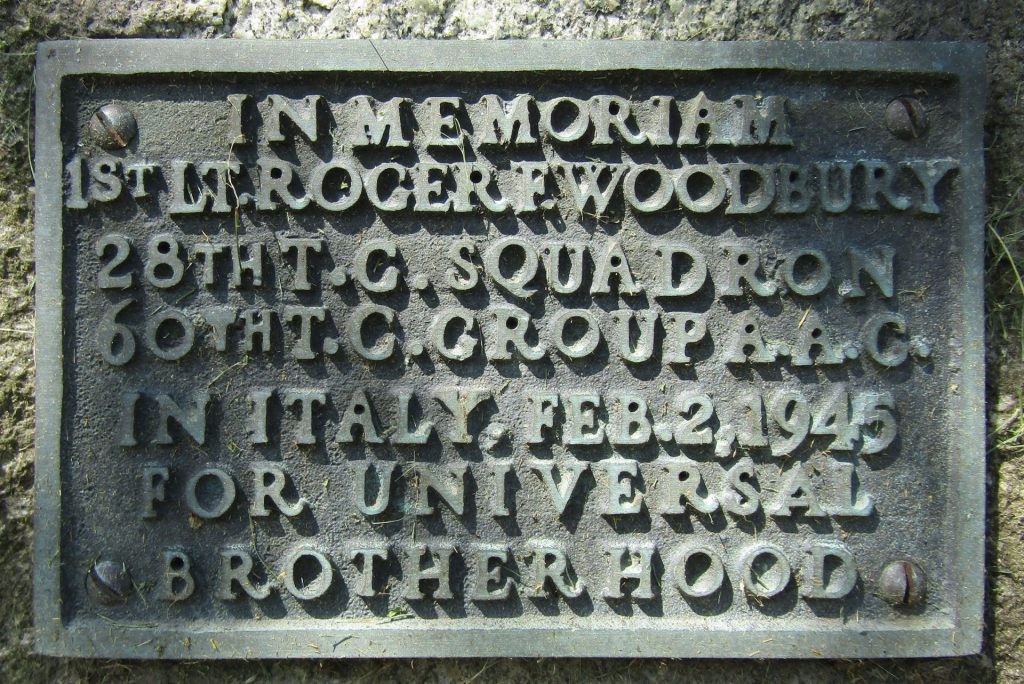 IN MEMORIAM
1ST LT. ROGER F. WOODBURY
28TH T.C. SQUADRON
60TH T.C. GROUP A.A.C.
IN ITALY, FEB. 2, 1945
FOR UNIVERSAL
BROTHERHOOD